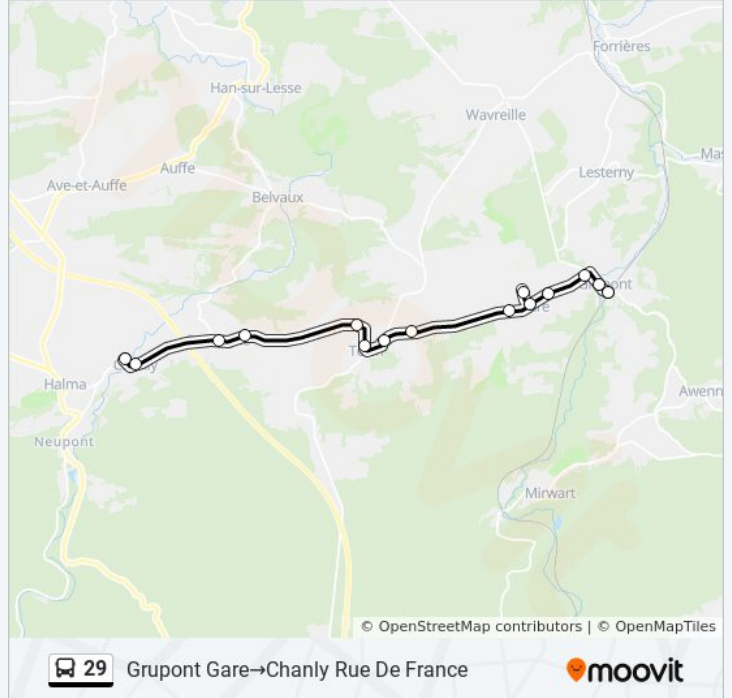 Forrières
Han-sur-Lesse
Wavreille
Auffe
Lesterny
Ave-et-Auffe
Belvaux
Halma
Awenn
Neupont
Mirwart
© OpenStreetMap contributors | © OpenMapTiles
29 Grupont Gare→Chanly Rue De France
moovit